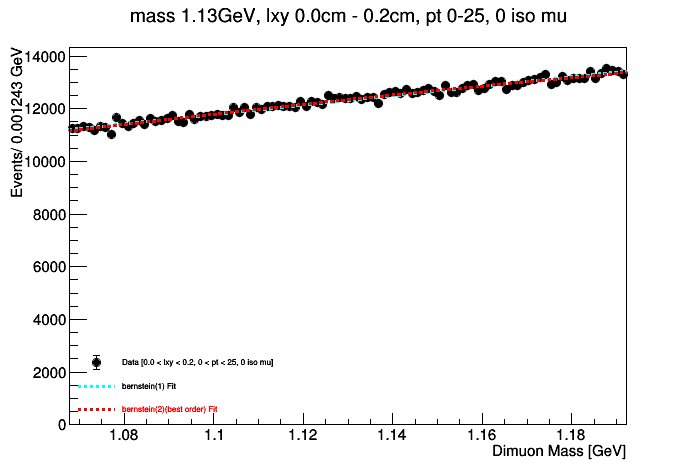 mass 1.13GeV, lxy 0.0cm - 0.2cm, pt 0-25, 0 iso mu
Events/ 0.001243 GeV
14000
12000
10000
8000
6000
4000
2000
0
Data [0.0 < lxy < 0.2, 0 < pt < 25, 0 iso mu]
bernstein(1) Fit
bernstein(2)(best order) Fit
1.08 1.1 1.12 1.14 1.16 1.18
Dimuon Mass [GeV]